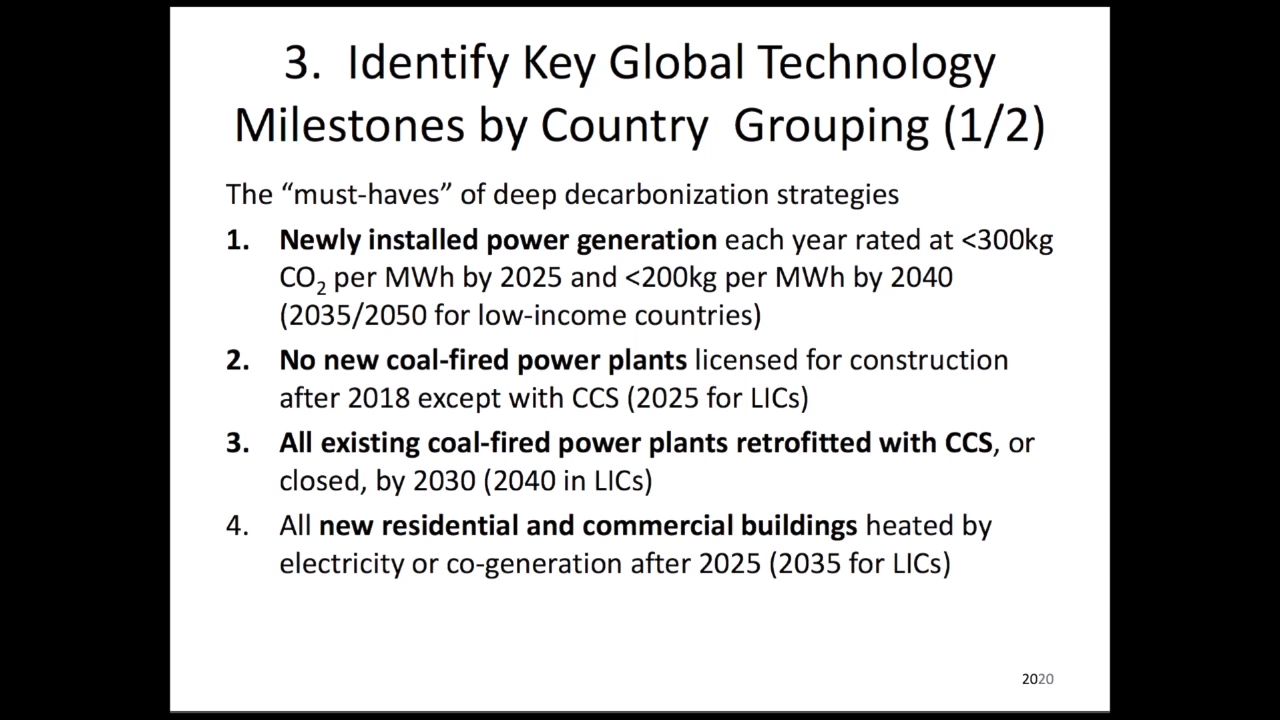 3. Identify Key Global Technology
Milestones by Country Grouping (1/2)
The “must-haves” of deep decarbonization strategies
1. Newly installed power generation each year rated at <300kg
CO2 per MWh by 2025 and <200kg per MWh by 2040
(2035/2050 for low-income countries)
2. No new coal-fired power plants licensed for construction
after 2018 except with CCS (2025 for LICs)
3. All existing coal-fired power plants retrofitted with CCS, or
closed, by 2030 (2040 in LICs)
4. All new residential and commercial buildings heated by
electricity or co-generation after 2025 (2035 for LICs)
2020